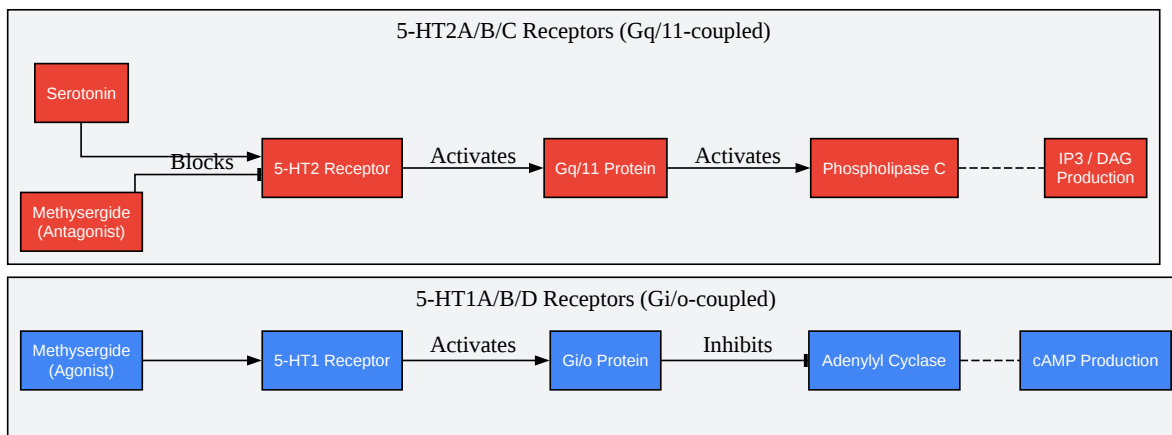 5-HT2A/B/C Receptors (Gq/11-coupled)
Serotonin
Blocks
5-HT2 Receptor
Activates
Gq/11 Protein
Activates
Phospholipase C
IP3 / DAG
Production
Methysergide
(Antagonist)
5-HT1A/B/D Receptors (Gi/o-coupled)
Methysergide
(Agonist)
5-HT1 Receptor
Activates
Gi/o Protein
Inhibits
Adenylyl Cyclase
cAMP Production